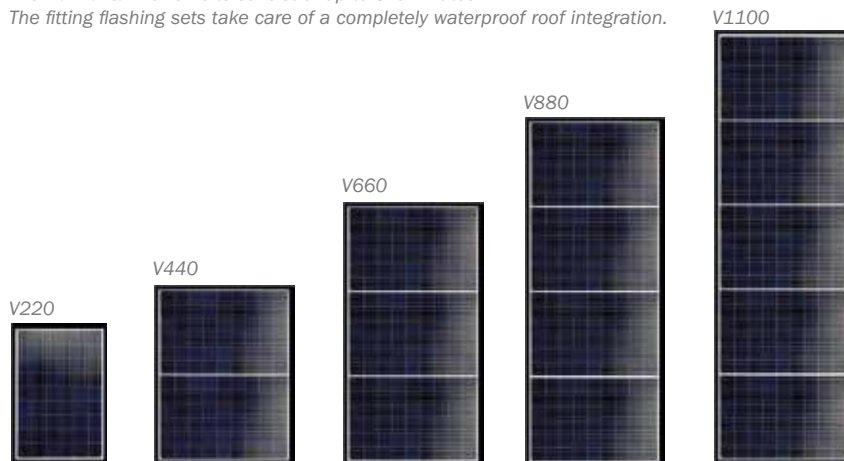 The fitting flashing sets take care of a completely waterproof roof integration.
V1100
V880
V660
V440
V220